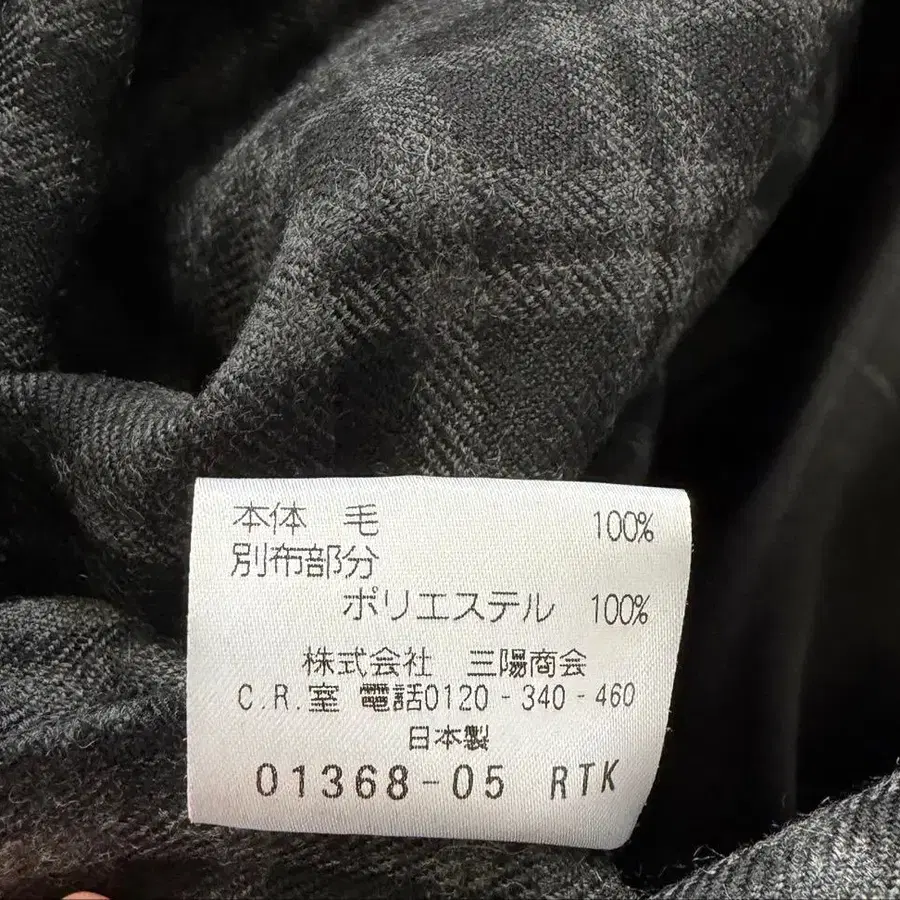 本体 毛 100%
別布部分
ポリエステル 100%
株式会社 三陽商会
C.R.室 電話0120-340-460
日本製
01368-05 RTK